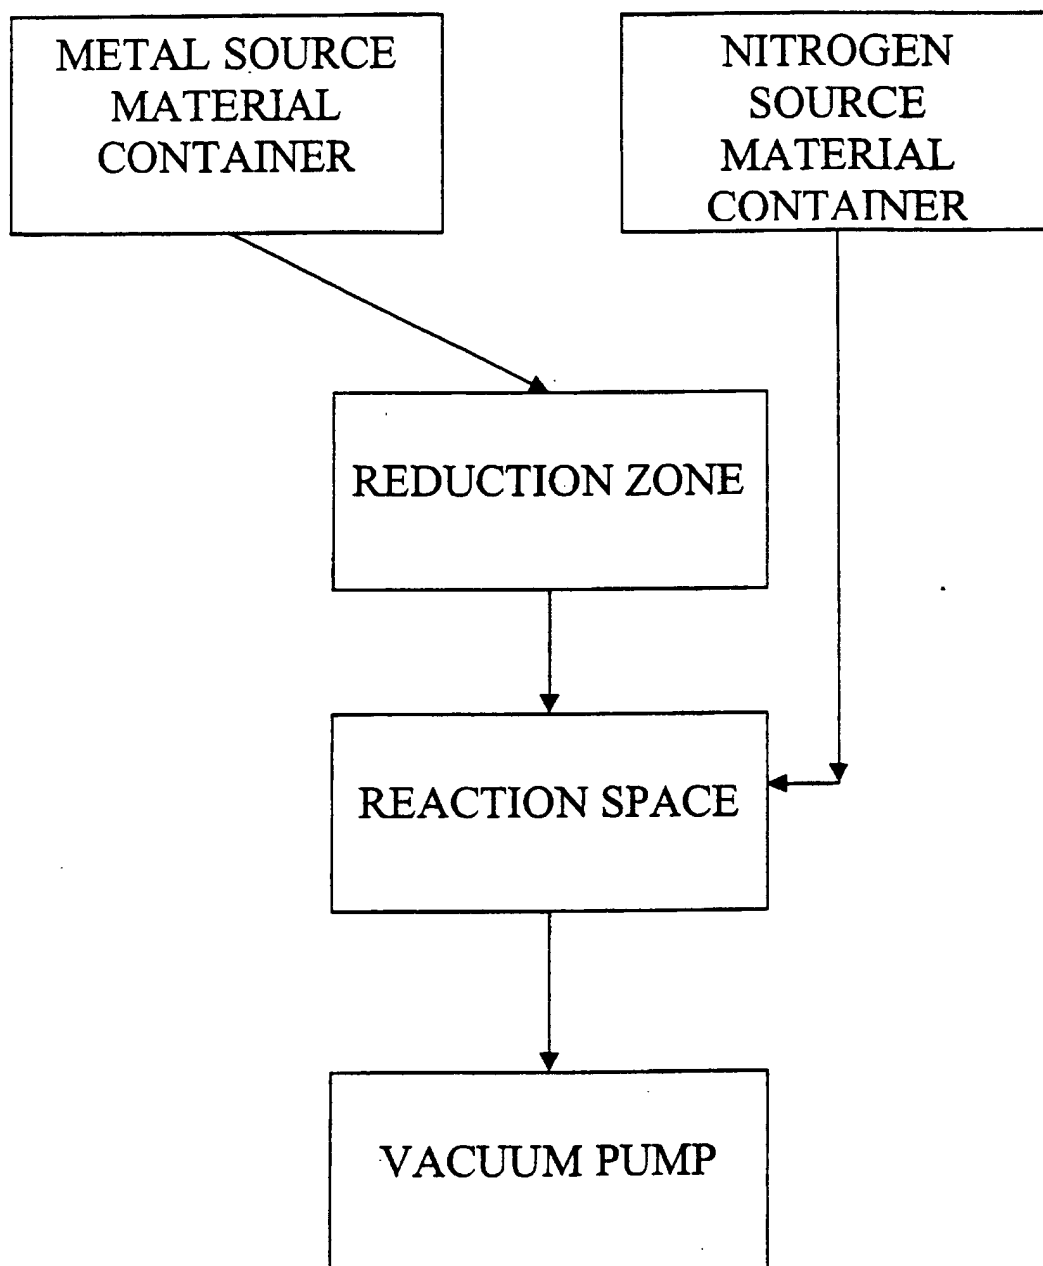 METAL SOURCE
MATERIAL
CONTAINER
NITROGEN
SOURCE
MATERIAL
CONTAINER
REDUCTION ZONE
REACTION SPACE
VACUUM PUMP